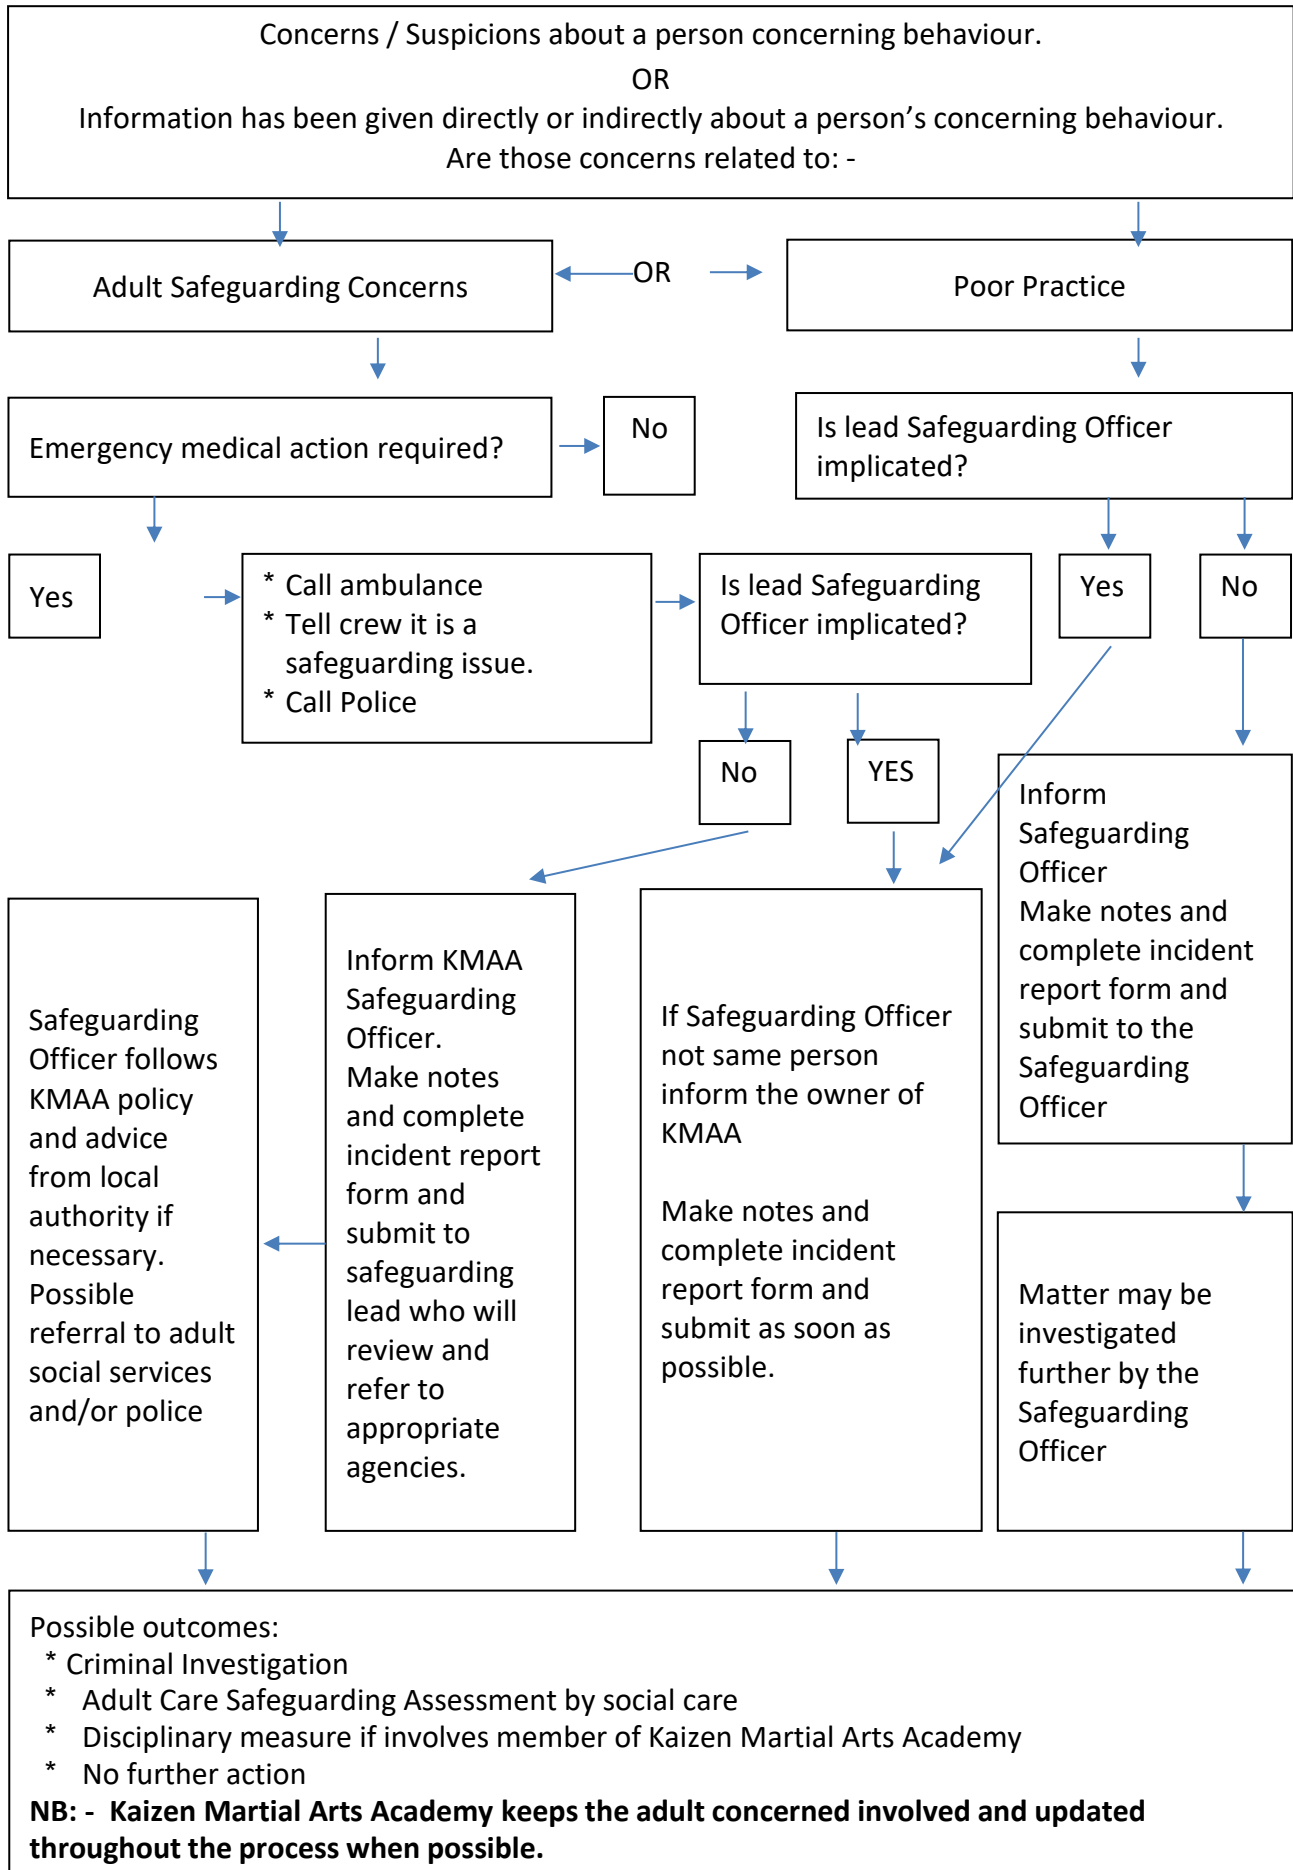 Concerns / Suspicions about a person concerning behaviour.
OR
Information has been given directly or indirectly about a person’s concerning behaviour.
Are those concerns related to: -
Adult Safeguarding Concerns
OR
Poor Practice
Emergency medical action required?
No
Is lead Safeguarding Officer
implicated?
Yes
* Call ambulance
* Tell crew it is a
safeguarding issue.
* Call Police
Is lead Safeguarding
Officer implicated?
Yes
No
No
YES
Inform
Safeguarding
Officer
Make notes and
complete incident
report form and
submit to the
Safeguarding
Officer
Safeguarding
Officer follows
KMAA policy
and advice
from local
authority if
necessary.
Possible
referral to adult
social services
and/or police
Inform KMAA
Safeguarding
Officer.
Make notes
and complete
incident report
form and
submit to
safeguarding
lead who will
review and
refer to
appropriate
agencies.
If Safeguarding Officer
not same person
inform the owner of
KMAA
Make notes and
complete incident
report form and
submit as soon as
possible.
Matter may be
investigated
further by the
Safeguarding
Officer
Possible outcomes:
* Criminal Investigation
* Adult Care Safeguarding Assessment by social care
* Disciplinary measure if involves member of Kaizen Martial Arts Academy
* No further action
NB: - Kaizen Martial Arts Academy keeps the adult concerned involved and updated
throughout the process when possible.